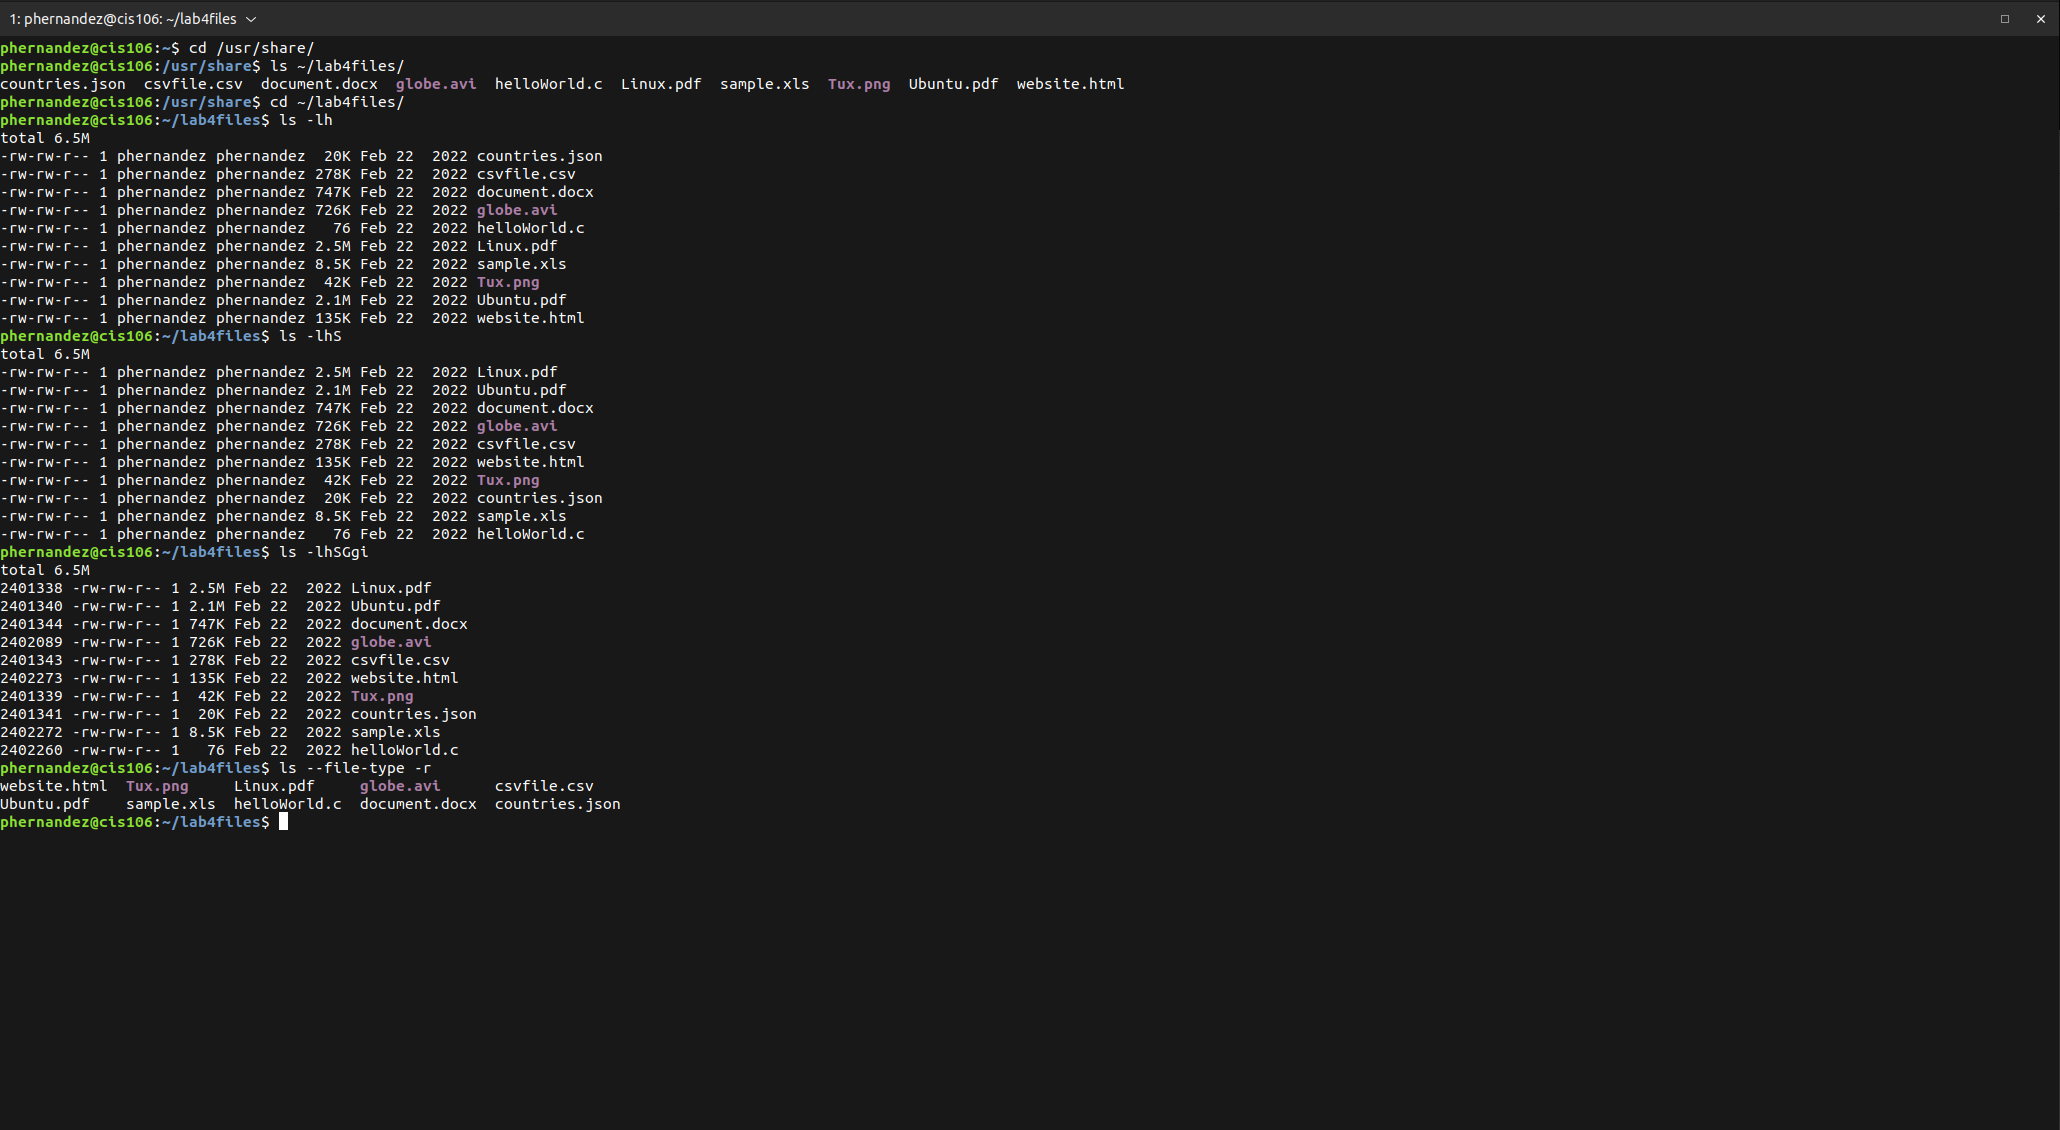 1: phernandez@cis106: ~/lab4files
phernandez@cis106:~$ cd /usr/share/
phernandez@cis106:/usr/share$ ls ~/lab4files/
countries.json  csvfile.csv  document.docx  globe.avi  helloWorld.c  Linux.pdf  sample.xls  Tux.png  Ubuntu.pdf  website.html
phernandez@cis106:/usr/share$ cd ~/lab4files/
phernandez@cis106:~/lab4files$ ls -lh
total 6.5M
-rw-rw-r-- 1 phernandez phernandez  20K Feb 22  2022 countries.json
-rw-rw-r-- 1 phernandez phernandez 278K Feb 22  2022 csvfile.csv
-rw-rw-r-- 1 phernandez phernandez 747K Feb 22  2022 document.docx
-rw-rw-r-- 1 phernandez phernandez 726K Feb 22  2022 globe.avi
-rw-rw-r-- 1 phernandez phernandez   76 Feb 22  2022 helloWorld.c
-rw-rw-r-- 1 phernandez phernandez 2.5M Feb 22  2022 Linux.pdf
-rw-rw-r-- 1 phernandez phernandez 8.5K Feb 22  2022 sample.xls
-rw-rw-r-- 1 phernandez phernandez  42K Feb 22  2022 Tux.png
-rw-rw-r-- 1 phernandez phernandez 2.1M Feb 22  2022 Ubuntu.pdf
-rw-rw-r-- 1 phernandez phernandez 135K Feb 22  2022 website.html
phernandez@cis106:~/lab4files$ ls -lhS
total 6.5M
-rw-rw-r-- 1 phernandez phernandez 2.5M Feb 22  2022 Linux.pdf
-rw-rw-r-- 1 phernandez phernandez 2.1M Feb 22  2022 Ubuntu.pdf
-rw-rw-r-- 1 phernandez phernandez 747K Feb 22  2022 document.docx
-rw-rw-r-- 1 phernandez phernandez 726K Feb 22  2022 globe.avi
-rw-rw-r-- 1 phernandez phernandez 278K Feb 22  2022 csvfile.csv
-rw-rw-r-- 1 phernandez phernandez 135K Feb 22  2022 website.html
-rw-rw-r-- 1 phernandez phernandez  42K Feb 22  2022 Tux.png
-rw-rw-r-- 1 phernandez phernandez  20K Feb 22  2022 countries.json
-rw-rw-r-- 1 phernandez phernandez 8.5K Feb 22  2022 sample.xls
-rw-rw-r-- 1 phernandez phernandez   76 Feb 22  2022 helloWorld.c
phernandez@cis106:~/lab4files$ ls -lhSGgi
total 6.5M
2401338 -rw-rw-r-- 1 2.5M Feb 22  2022 Linux.pdf
2401340 -rw-rw-r-- 1 2.1M Feb 22  2022 Ubuntu.pdf
2401344 -rw-rw-r-- 1 747K Feb 22  2022 document.docx
2402089 -rw-rw-r-- 1 726K Feb 22  2022 globe.avi
2401343 -rw-rw-r-- 1 278K Feb 22  2022 csvfile.csv
2402273 -rw-rw-r-- 1 135K Feb 22  2022 website.html
2401339 -rw-rw-r-- 1  42K Feb 22  2022 Tux.png
2401341 -rw-rw-r-- 1  20K Feb 22  2022 countries.json
2402272 -rw-rw-r-- 1 8.5K Feb 22  2022 sample.xls
2402260 -rw-rw-r-- 1   76 Feb 22  2022 helloWorld.c
phernandez@cis106:~/lab4files$ ls --file-type -r
website.html  Tux.png     Linux.pdf     globe.avi      csvfile.csv
Ubuntu.pdf    sample.xls  helloWorld.c  document.docx  countries.json
phernandez@cis106:~/lab4files$